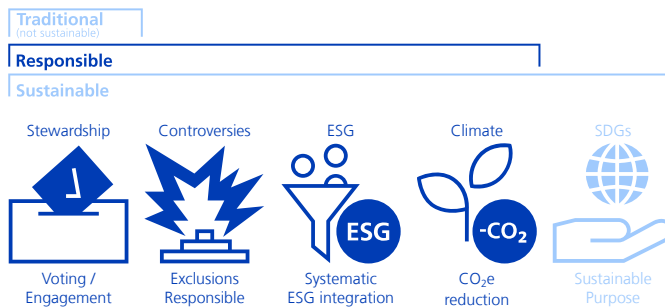 Traditional
(not sustainable)
Responsible
Sustainable
Stewardship Controversies ESG Climate SDGs
ESG -CO₂
Voting / Exclusions Systematic CO₂e Sustainable
Engagement Responsible ESG integration reduction Purpose